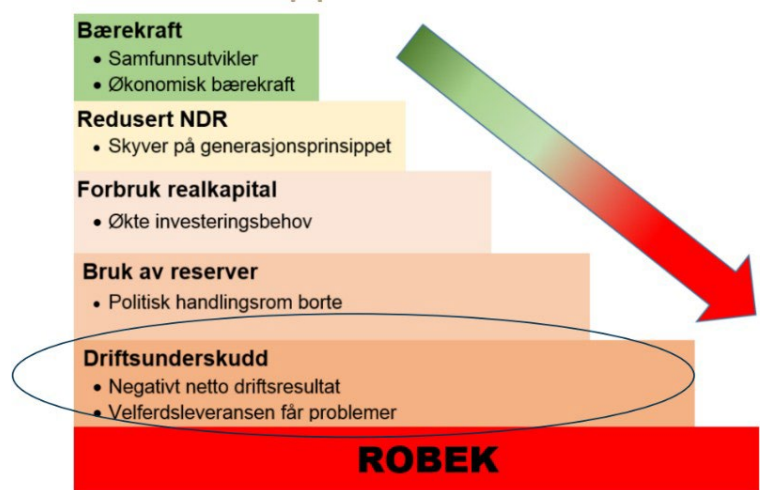 Bærekraft
• Samfunnsutvikler
• Økonomisk bærekraft
Redusert NDR
• Skyver på generasjonsprinsippet
Forbruk realkapital
• Økte investeringsbehov
Bruk av reserver
• Politisk handlingsrom borte
Driftsunderskudd
• Negativt netto driftsresultat
• Velferdsleveransen får problemer
ROBEK